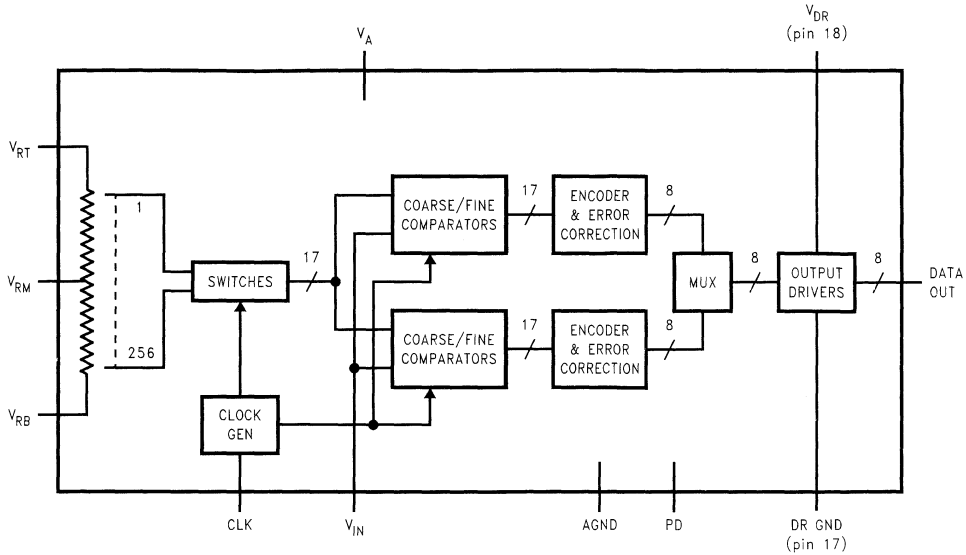 V_DR
(pin 18)
V_A
V_RT
1
17
COARSE/FINE
COMPARATORS
17
ENCODER
& ERROR
CORRECTION
8
V_RM
SWITCHES
MUX
8
OUTPUT
DRIVERS
8
DATA
OUT
256
COARSE/FINE
COMPARATORS
17
ENCODER
& ERROR
CORRECTION
8
V_RB
CLOCK
GEN
CLK
V_IN
AGND
PD
DR GND
(pin 17)